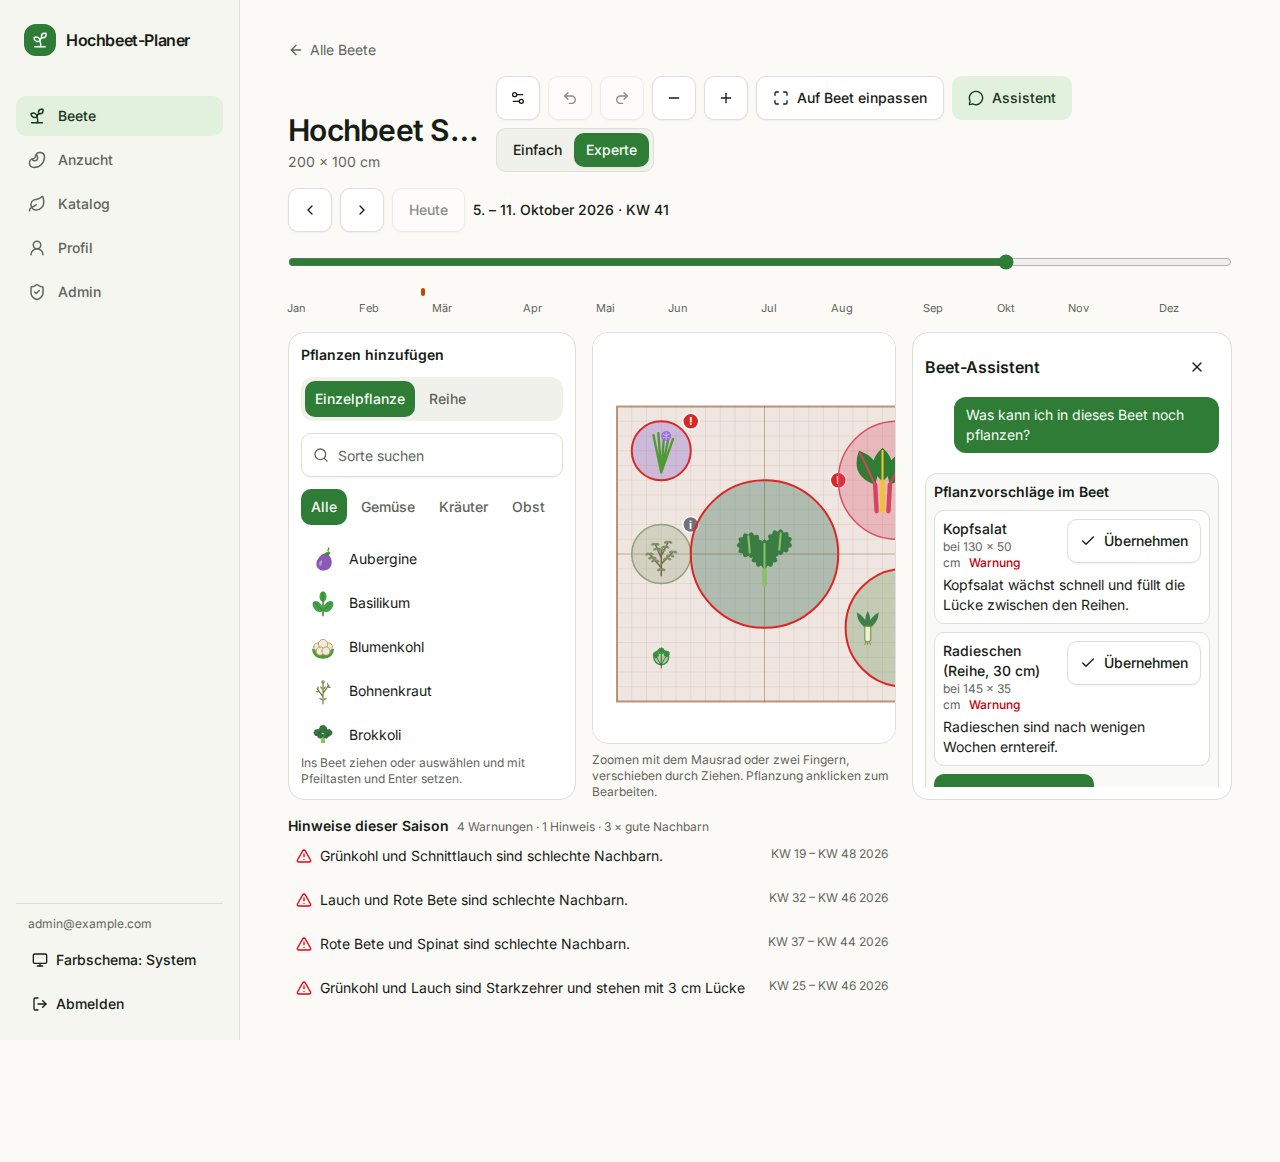 Hochbeet-Planer
Beete
Anzucht
Katalog
Profil
Admin
admin@example.com
Farbschema: System
Abmelden
Alle Beete
Hochbeet S…
200 × 100 cm
Auf Beet einpassen
Assistent
Einfach
Experte
Heute
5. – 11. Oktober 2026 · KW 41
Jan Feb Mär Apr Mai Jun Jul Aug Sep Okt Nov Dez
Pflanzen hinzufügen
Einzelpflanze
Reihe
Sorte suchen
Alle
Gemüse
Kräuter
Obst
Aubergine
Basilikum
Blumenkohl
Bohnenkraut
Brokkoli
Ins Beet ziehen oder auswählen und mit
Pfeiltasten und Enter setzen.
!
!
i
Zoomen mit dem Mausrad oder zwei Fingern,
verschieben durch Ziehen. Pflanzung anklicken zum
Bearbeiten.
Beet-Assistent
Was kann ich in dieses Beet noch
pflanzen?
Pflanzvorschläge im Beet
Kopfsalat
bei 130 × 50
cm Warnung
Übernehmen
Kopfsalat wächst schnell und füllt die
Lücke zwischen den Reihen.
Radieschen
(Reihe, 30 cm)
bei 145 × 35
cm Warnung
Übernehmen
Radieschen sind nach wenigen
Wochen erntereif.
Hinweise dieser Saison 4 Warnungen · 1 Hinweis · 3 × gute Nachbarn
Grünkohl und Schnittlauch sind schlechte Nachbarn. KW 19 – KW 48 2026
Lauch und Rote Bete sind schlechte Nachbarn. KW 32 – KW 46 2026
Rote Bete und Spinat sind schlechte Nachbarn. KW 37 – KW 44 2026
Grünkohl und Lauch sind Starkzehrer und stehen mit 3 cm Lücke KW 25 – KW 46 2026